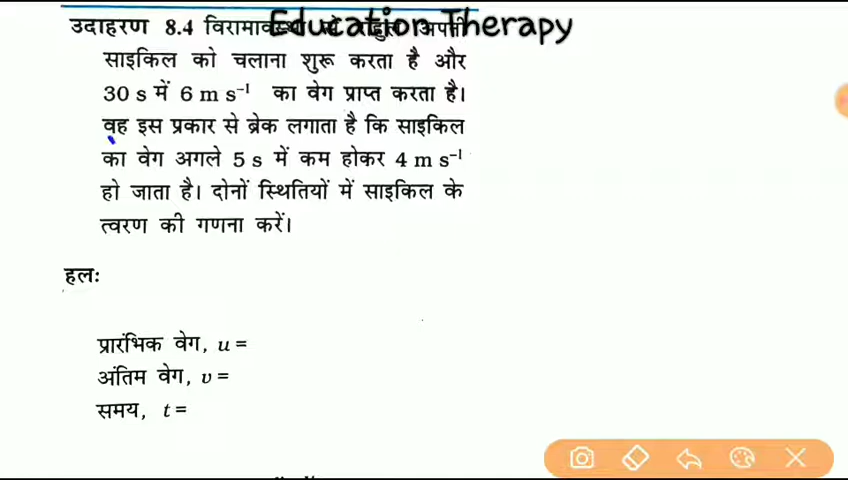 Education Therapy
उदाहरण 8.4 विरामावस्था अपनी
साइकिल को चलाना शुरू करता है और
30 s में 6 m s⁻¹ का वेग प्राप्त करता है।
वह इस प्रकार से ब्रेक लगाता है कि साइकिल
का वेग अगले 5 s में कम होकर 4 m s⁻¹
हो जाता है। दोनों स्थितियों में साइकिल के
त्वरण की गणना करें।
हलः
प्रारंभिक वेग, u =
अंतिम वेग, v =
समय, t =